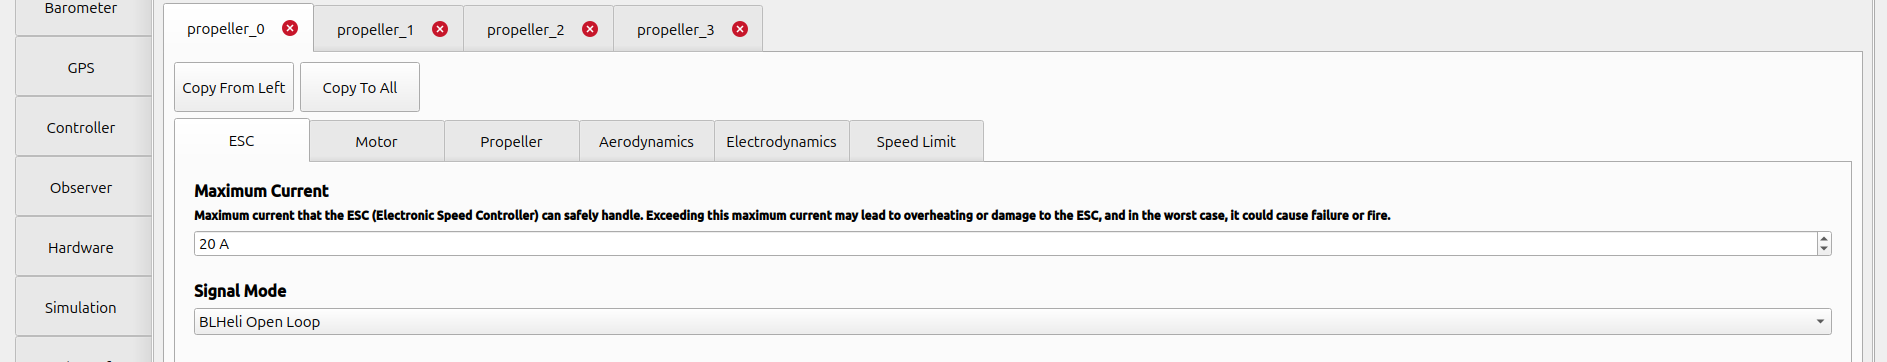 Barometer
GPS
Controller
Observer
Hardware
Simulation
propeller_0
propeller_1
propeller_2
propeller_3
Copy From Left
Copy To All
ESC
Motor
Propeller
Aerodynamics
Electrodynamics
Speed Limit
Maximum Current
Maximum current that the ESC (Electronic Speed Controller) can safely handle. Exceeding this maximum current may lead to overheating or damage to the ESC, and in the worst case, it could cause failure or fire.
20 A
Signal Mode
BLHeli Open Loop